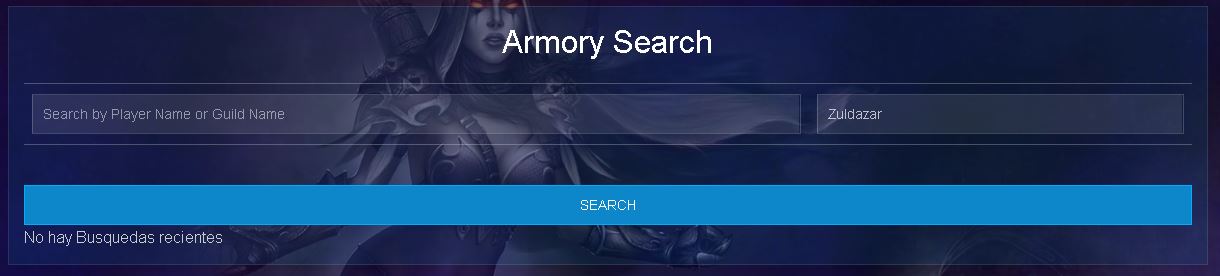 Armory Search
Search by Player Name or Guild Name
Zuldazar
SEARCH
No hay Busquedas recientes